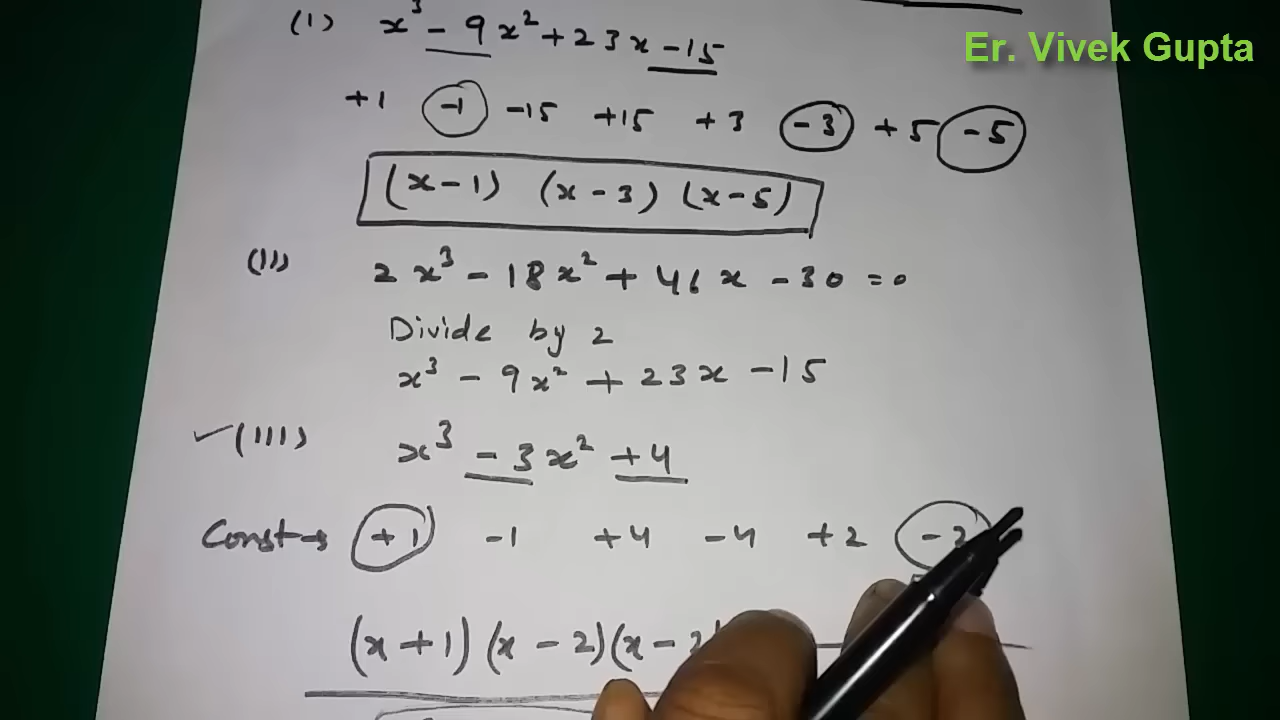 Er. Vivek Gupta
(I) x³ - 9x² + 23x - 15
+1 -1 -15 +15 +3 -3 +5 -5
(x-1) (x-3) (x-5)
(II) 2x³ - 18x² + 46x - 30 = 0
Divide by 2
x³ - 9x² + 23x - 15
✓(III) x³ - 3x² + 4
Const→ +1 -1 +4 -4 +2 -2
(x+1)(x-2)(x-2